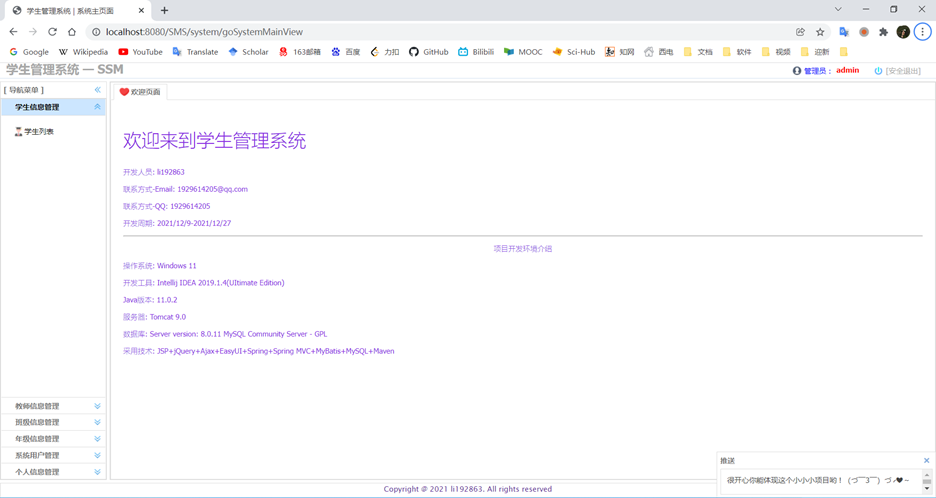 学生管理系统 | 系统主页面
localhost:8080/SMS/system/goSystemMainView
Google Wikipedia YouTube Translate Scholar 163邮箱 百度 力扣 GitHub Bilibili MOOC Sci-Hub 知网 西电 文档 软件 视频 迎新
学生管理系统 — SSM
管理员： admin [安全退出]
[ 导航菜单 ]
学生信息管理
学生列表
教师信息管理
班级信息管理
年级信息管理
系统用户管理
个人信息管理
欢迎页面
欢迎来到学生管理系统
开发人员: li192863
联系方式-Email: 1929614205@qq.com
联系方式-QQ: 1929614205
开发周期: 2021/12/9-2021/12/27
项目开发环境介绍
操作系统: Windows 11
开发工具: Intellij IDEA 2019.1.4(Ultimate Edition)
Java版本: 11.0.2
服务器: Tomcat 9.0
数据库: Server version: 8.0.11 MySQL Community Server - GPL
采用技术: JSP+jQuery+Ajax+EasyUI+Spring+Spring MVC+MyBatis+MySQL+Maven
推送
很开心你能体现这个小小小项目哟！（づ￣3￣）づ╭❤～
Copyright @ 2021 li192863, All rights reserved